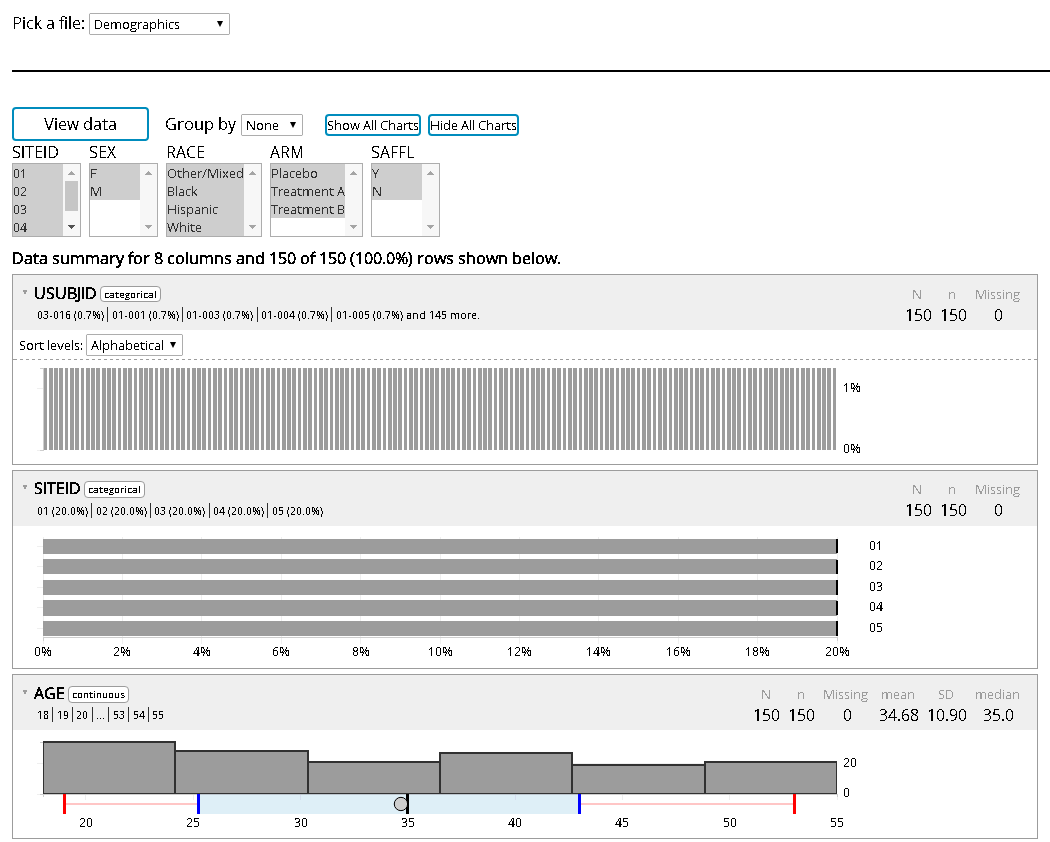 Pick a file: Demographics
View data Group by None Show All Charts Hide All Charts
SITEID SEX RACE ARM SAFFL
01 F Other/Mixed Placebo Y
02 M Black Treatment A N
03 Hispanic Treatment B
04 White
Data summary for 8 columns and 150 of 150 (100.0%) rows shown below.
USUBJID categorical N n Missing
03-016 (0.7%) 01-001 (0.7%) 01-003 (0.7%) 01-004 (0.7%) 01-005 (0.7%) and 145 more. 150 150 0
Sort levels: Alphabetical
1%
0%
SITEID categorical N n Missing
01 (20.0%) 02 (20.0%) 03 (20.0%) 04 (20.0%) 05 (20.0%) 150 150 0
01
02
03
04
05
0% 2% 4% 6% 8% 10% 12% 14% 16% 18% 20%
AGE continuous N n Missing mean SD median
18 19 20 ... 53 54 55 150 150 0 34.68 10.90 35.0
20
0
20 25 30 35 40 45 50 55